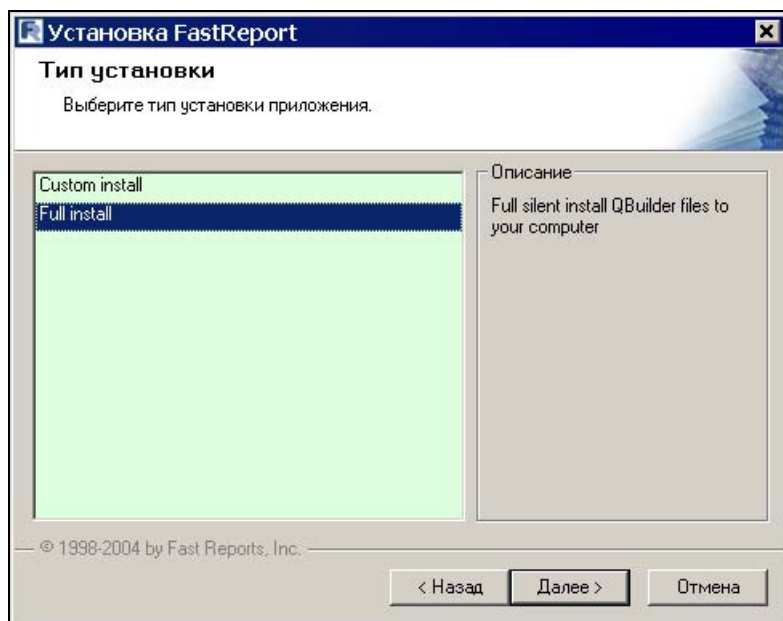 Установка FastReport
Тип установки
Выберите тип установки приложения.
Custom install
Full install
Описание
Full silent install QBuilder files to
your computer
© 1998-2004 by Fast Reports, Inc.
< Назад
Далее >
Отмена